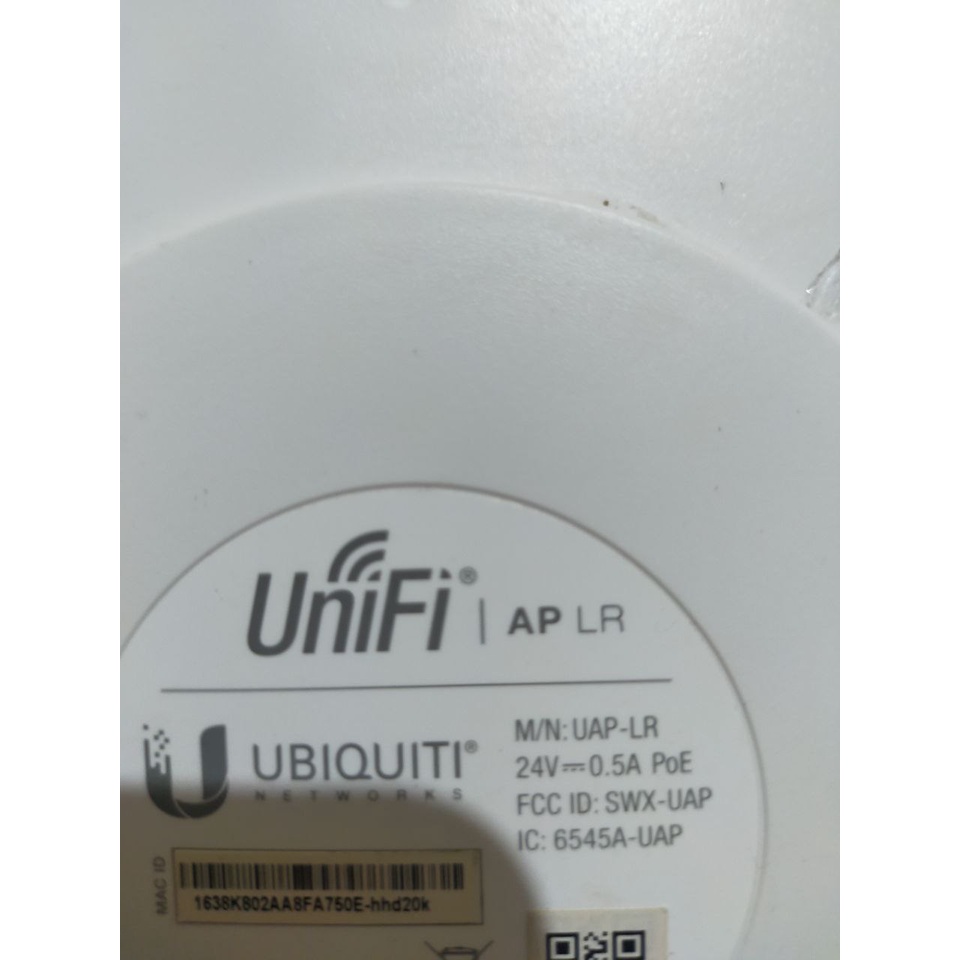 UniFi® | AP LR
UBIQUITI®
NETWORKS
M/N: UAP-LR
24V⎓0.5A PoE
FCC ID: SWX-UAP
IC: 6545A-UAP
MAC ID
1638K802AA8FA750E-hhd20k